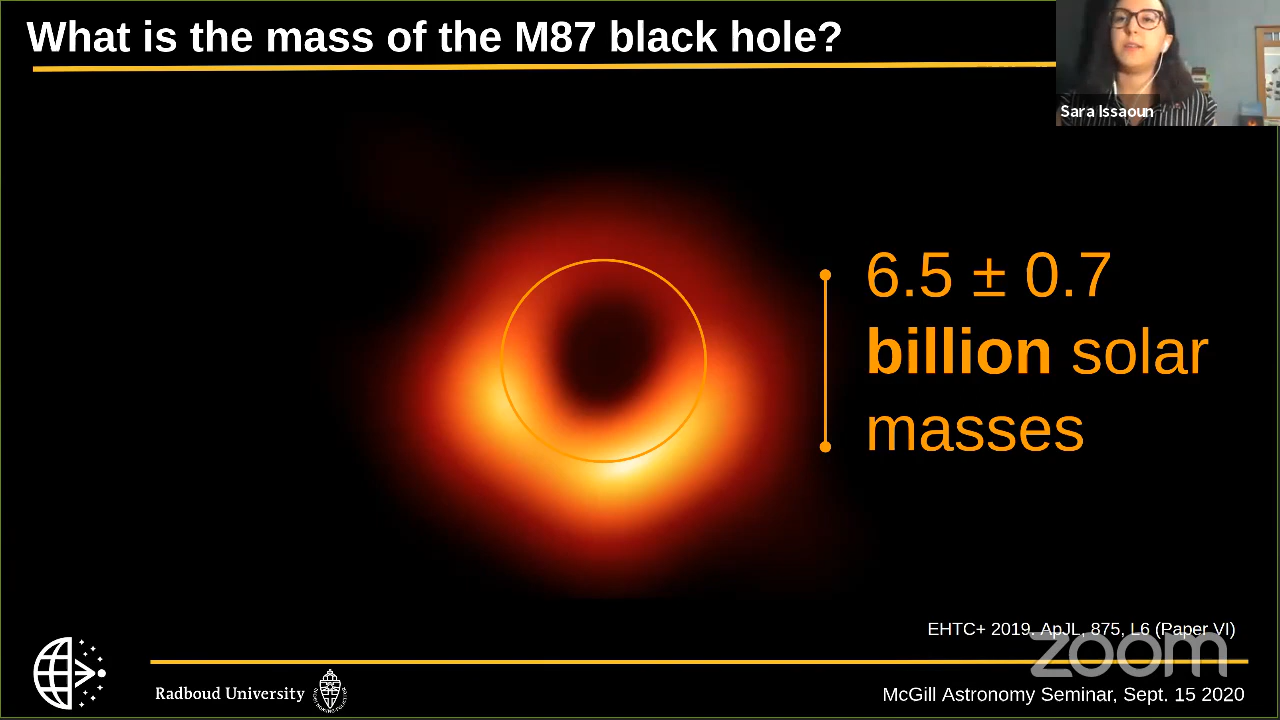 What is the mass of the M87 black hole?
Sara Issaoun
6.5 ± 0.7
billion solar
masses
EHTC+ 2019. ApJL, 875, L6 (Paper VI)
zoom
Radboud University
McGill Astronomy Seminar, Sept. 15 2020